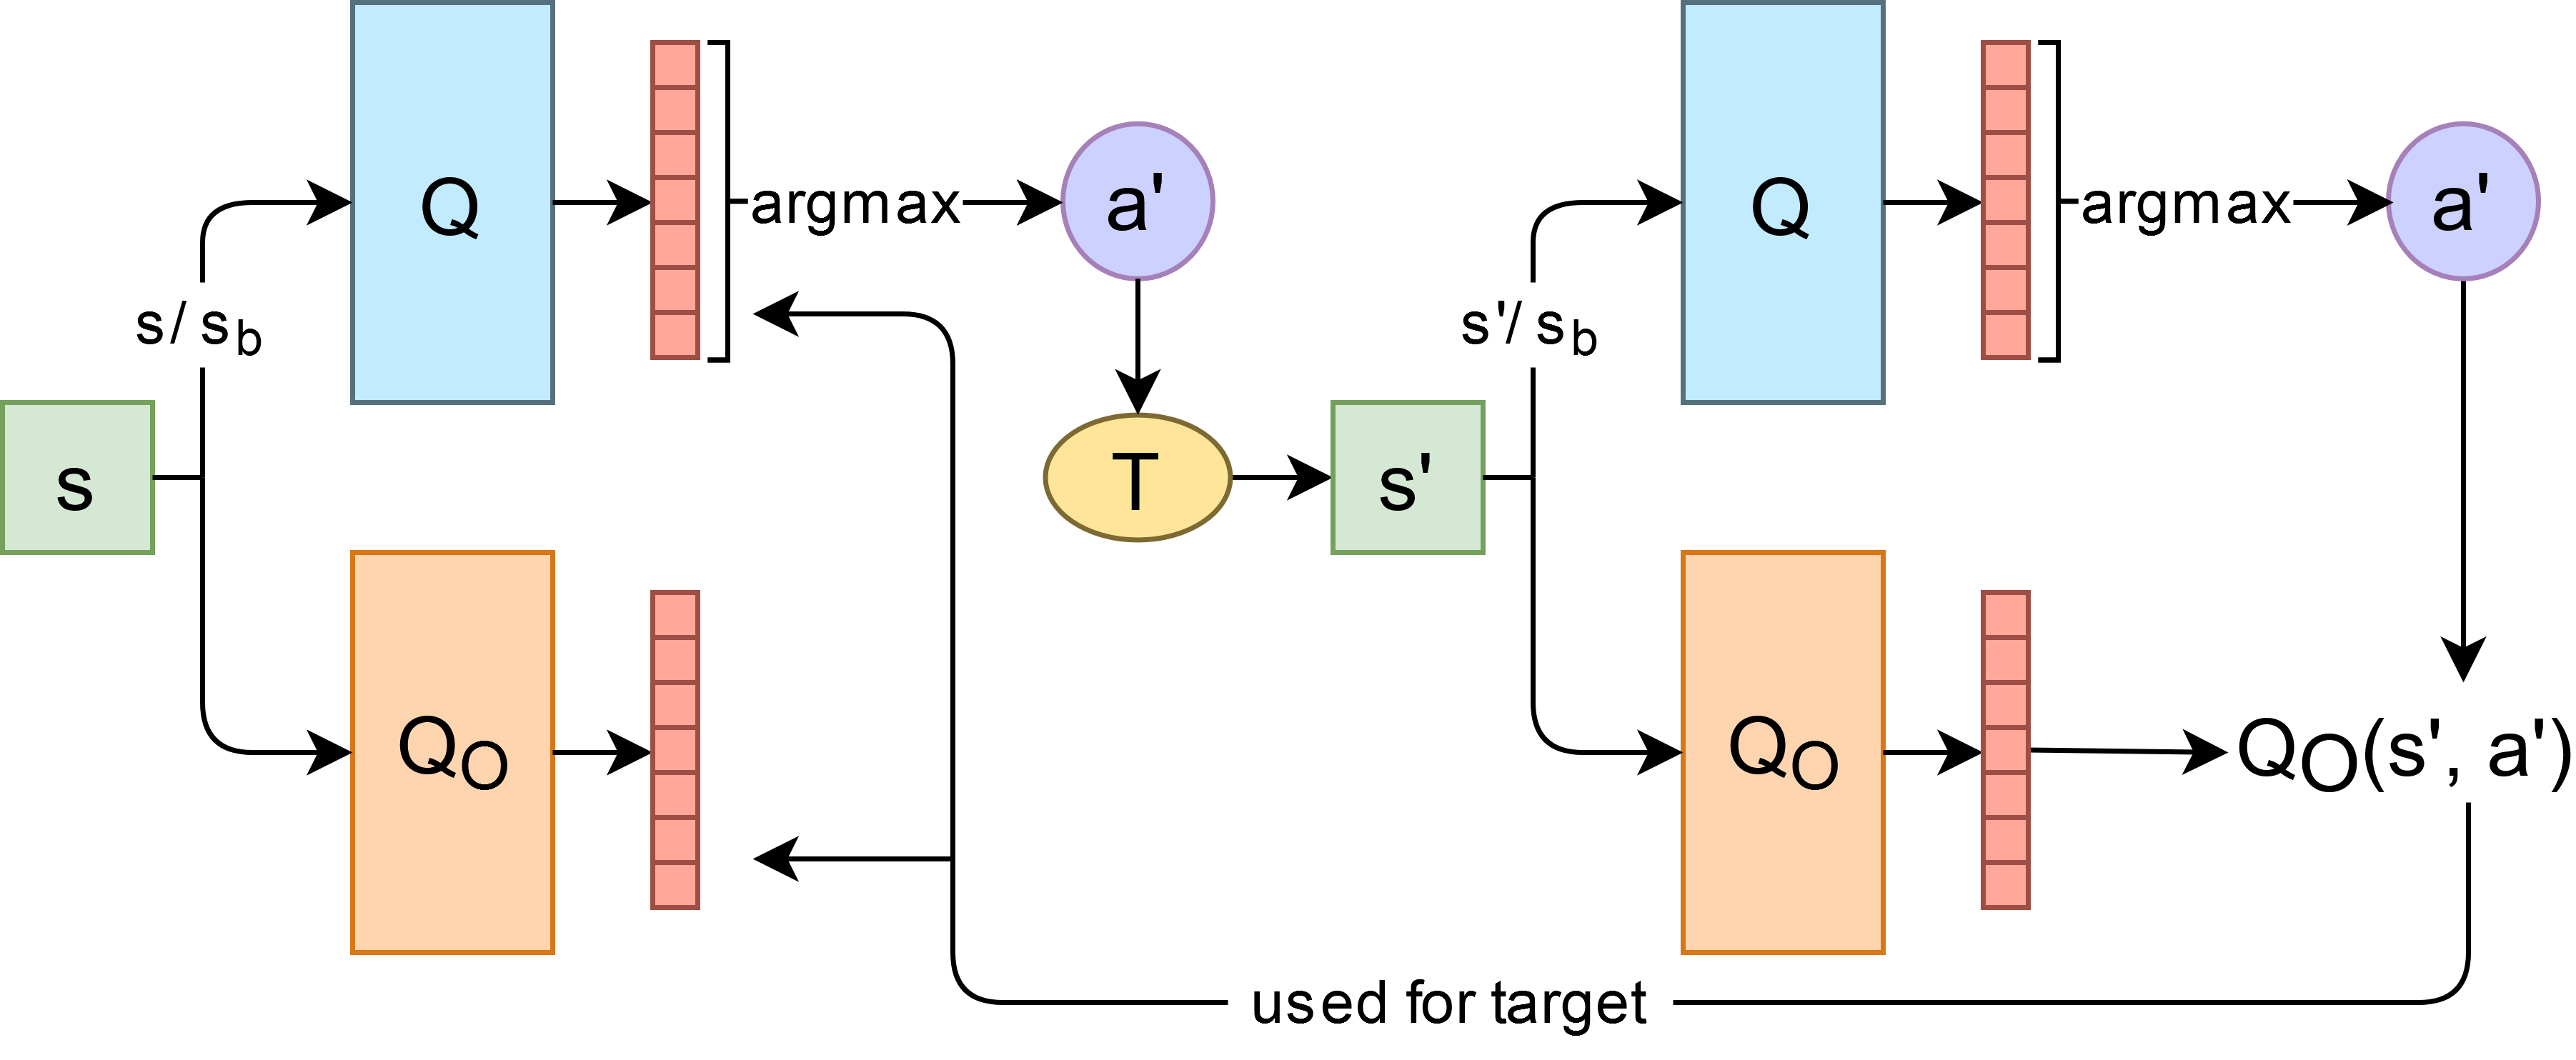 Q
argmax
a'
s/ s_b
s
Q_O
T
s'
s'/ s_b
Q
argmax
a'
Q_O
Q_O(s', a')
used for target